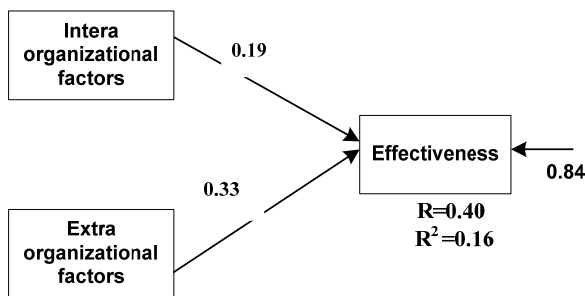 Intera
organizational
factors
0.19
Effectiveness
0.84
0.33
R=0.40
R²=0.16
Extra
organizational
factors